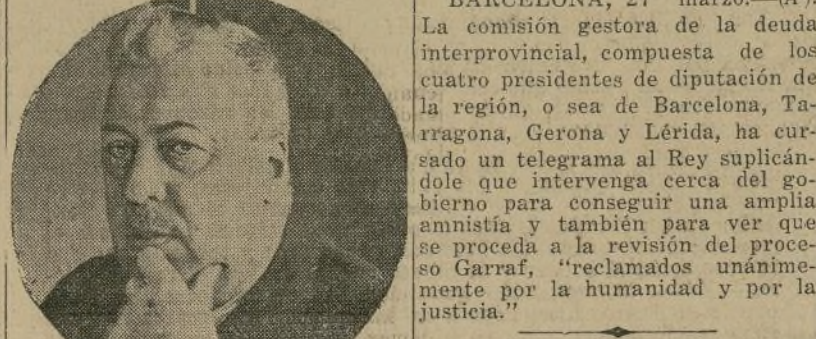 BARCELONA, 27 marzo.—(A).
La comisión gestora de la deuda
interprovincial, compuesta de los
cuatro presidentes de diputación de
la región, o sea de Barcelona, Ta-
rragona, Gerona y Lérida, ha cur-
sado un telegrama al Rey suplicán-
dole que intervenga cerca del go-
bierno para conseguir una amplia
amnistía y también para ver que
se proceda a la revisión del proce-
so Garraf, “reclamados unánime-
mente por la humanidad y por la
justicia.”